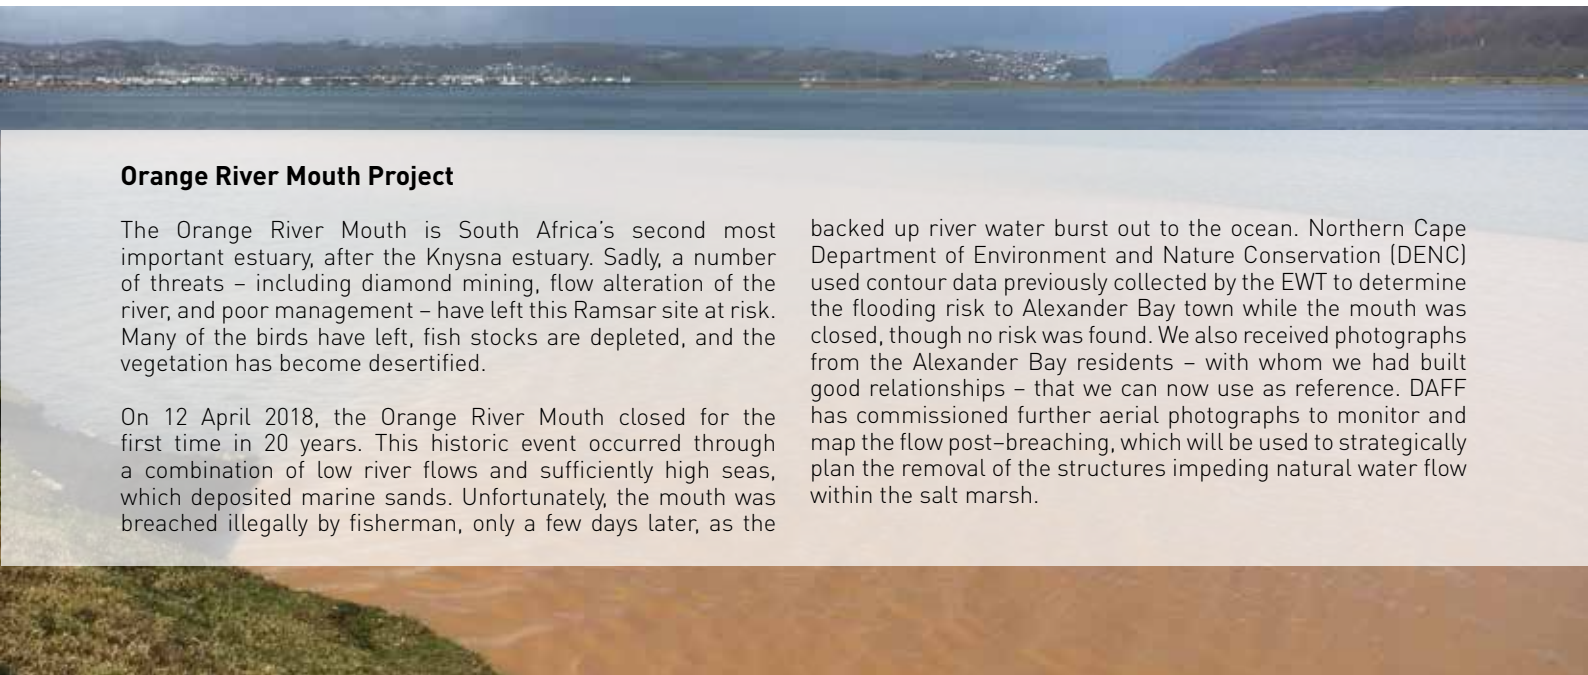 Orange River Mouth Project
The Orange River Mouth is South Africa's second most
important estuary, after the Knysna estuary. Sadly, a number
of threats – including diamond mining, flow alteration of the
river, and poor management – have left this Ramsar site at risk.
Many of the birds have left, fish stocks are depleted, and the
vegetation has become desertified.
On 12 April 2018, the Orange River Mouth closed for the
first time in 20 years. This historic event occurred through
a combination of low river flows and sufficiently high seas,
which deposited marine sands. Unfortunately, the mouth was
breached illegally by fisherman, only a few days later, as the
backed up river water burst out to the ocean. Northern Cape
Department of Environment and Nature Conservation (DENC)
used contour data previously collected by the EWT to determine
the flooding risk to Alexander Bay town while the mouth was
closed, though no risk was found. We also received photographs
from the Alexander Bay residents – with whom we had built
good relationships – that we can now use as reference. DAFF
has commissioned further aerial photographs to monitor and
map the flow post–breaching, which will be used to strategically
plan the removal of the structures impeding natural water flow
within the salt marsh.